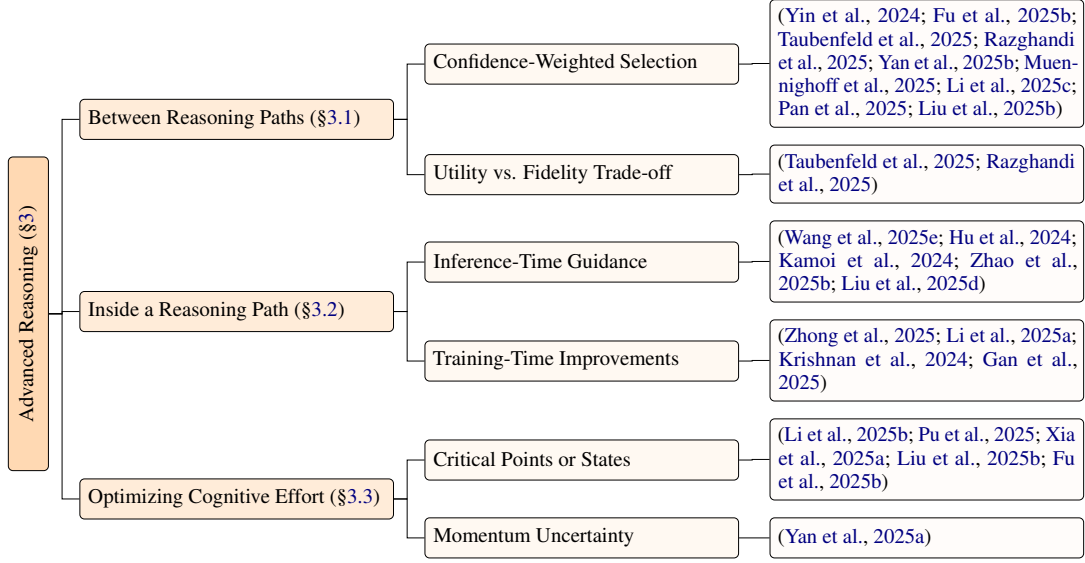 Advanced Reasoning (§3)
Between Reasoning Paths (§3.1)
Confidence-Weighted Selection
(Yin et al., 2024; Fu et al., 2025b;
Taubenfeld et al., 2025; Razghandi
et al., 2025; Yan et al., 2025b; Muen-
nighoff et al., 2025; Li et al., 2025c;
Pan et al., 2025; Liu et al., 2025b)
Utility vs. Fidelity Trade-off
(Taubenfeld et al., 2025; Razghandi
et al., 2025)
Inside a Reasoning Path (§3.2)
Inference-Time Guidance
(Wang et al., 2025e; Hu et al., 2024;
Kamoi et al., 2024; Zhao et al.,
2025b; Liu et al., 2025d)
Training-Time Improvements
(Zhong et al., 2025; Li et al., 2025a;
Krishnan et al., 2024; Gan et al.,
2025)
Optimizing Cognitive Effort (§3.3)
Critical Points or States
(Li et al., 2025b; Pu et al., 2025; Xia
et al., 2025a; Liu et al., 2025b; Fu
et al., 2025b)
Momentum Uncertainty
(Yan et al., 2025a)